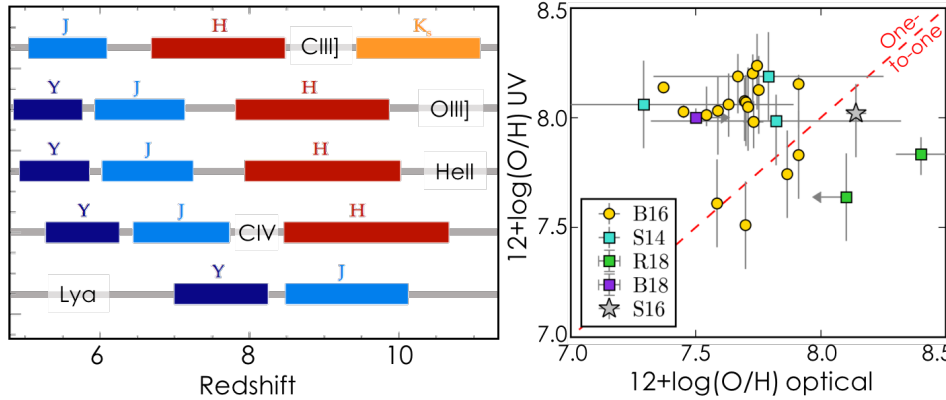 J H CIII] Kₛ
Y J H OIII]
Y J H HeII
Y J CIV H
Lya Y J
6 8 10
Redshift
8.5
8.0
7.5
7.0
12+log(O/H) UV
One-
to-one
B16
S14
R18
B18
S16
7.0 7.5 8.0 8.5
12+log(O/H) optical